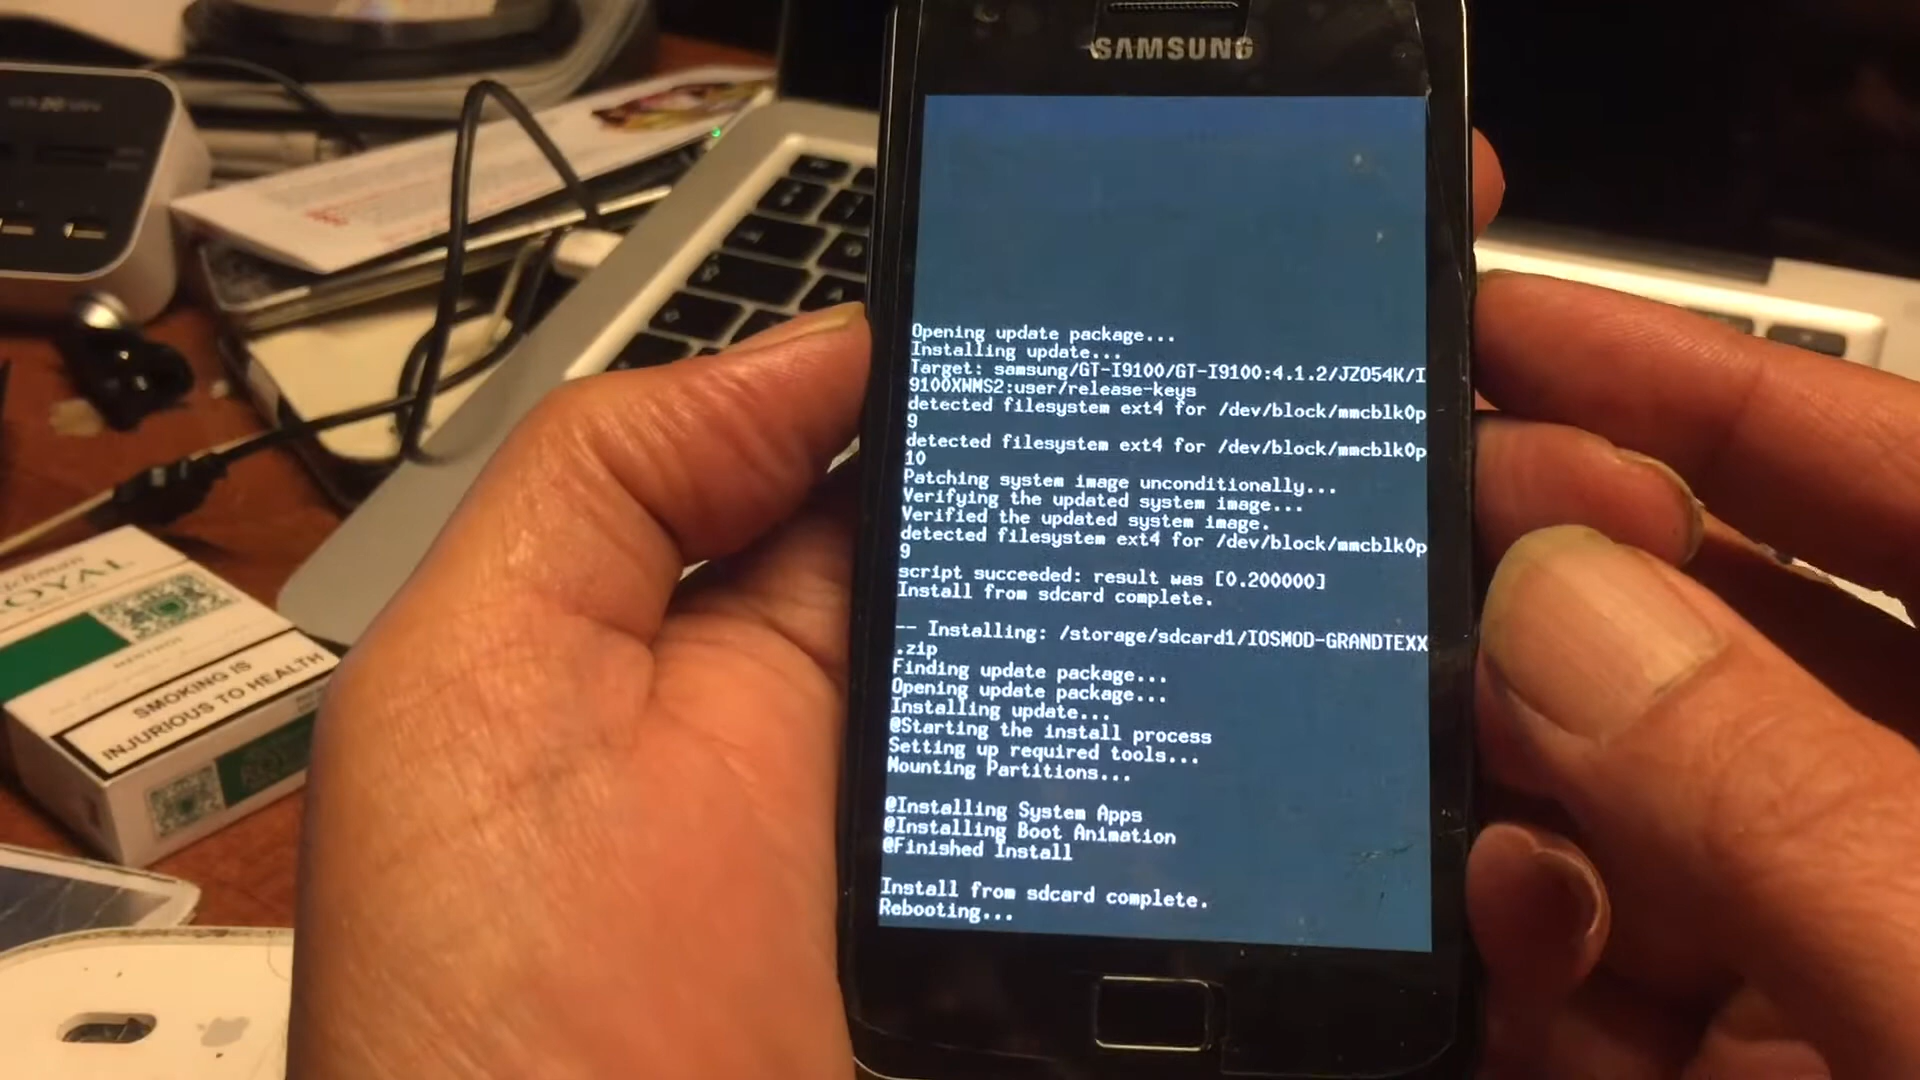 SAMSUNG
Opening update package...
Installing update...
Target: samsung/GT-I9100/GT-I9100:4.1.2/JZO54K/I
9100XWMS2:user/release-keys
detected filesystem ext4 for /dev/block/mmcblk0p
9
detected filesystem ext4 for /dev/block/mmcblk0p
10
Patching system image unconditionally...
Verifying the updated system image...
Verified the updated system image.
detected filesystem ext4 for /dev/block/mmcblk0p
9
script succeeded: result was [0.200000]
Install from sdcard complete.
-- Installing: /storage/sdcard1/IOSMOD-GRANDTEXX
.zip
Finding update package...
Opening update package...
Installing update...
@Starting the install process
Setting up required tools...
Mounting Partitions...
@Installing System Apps
@Installing Boot Animation
@Finished Install
Install from sdcard complete.
Rebooting...
MENTHOL
SMOKING IS
INJURIOUS TO HEALTH